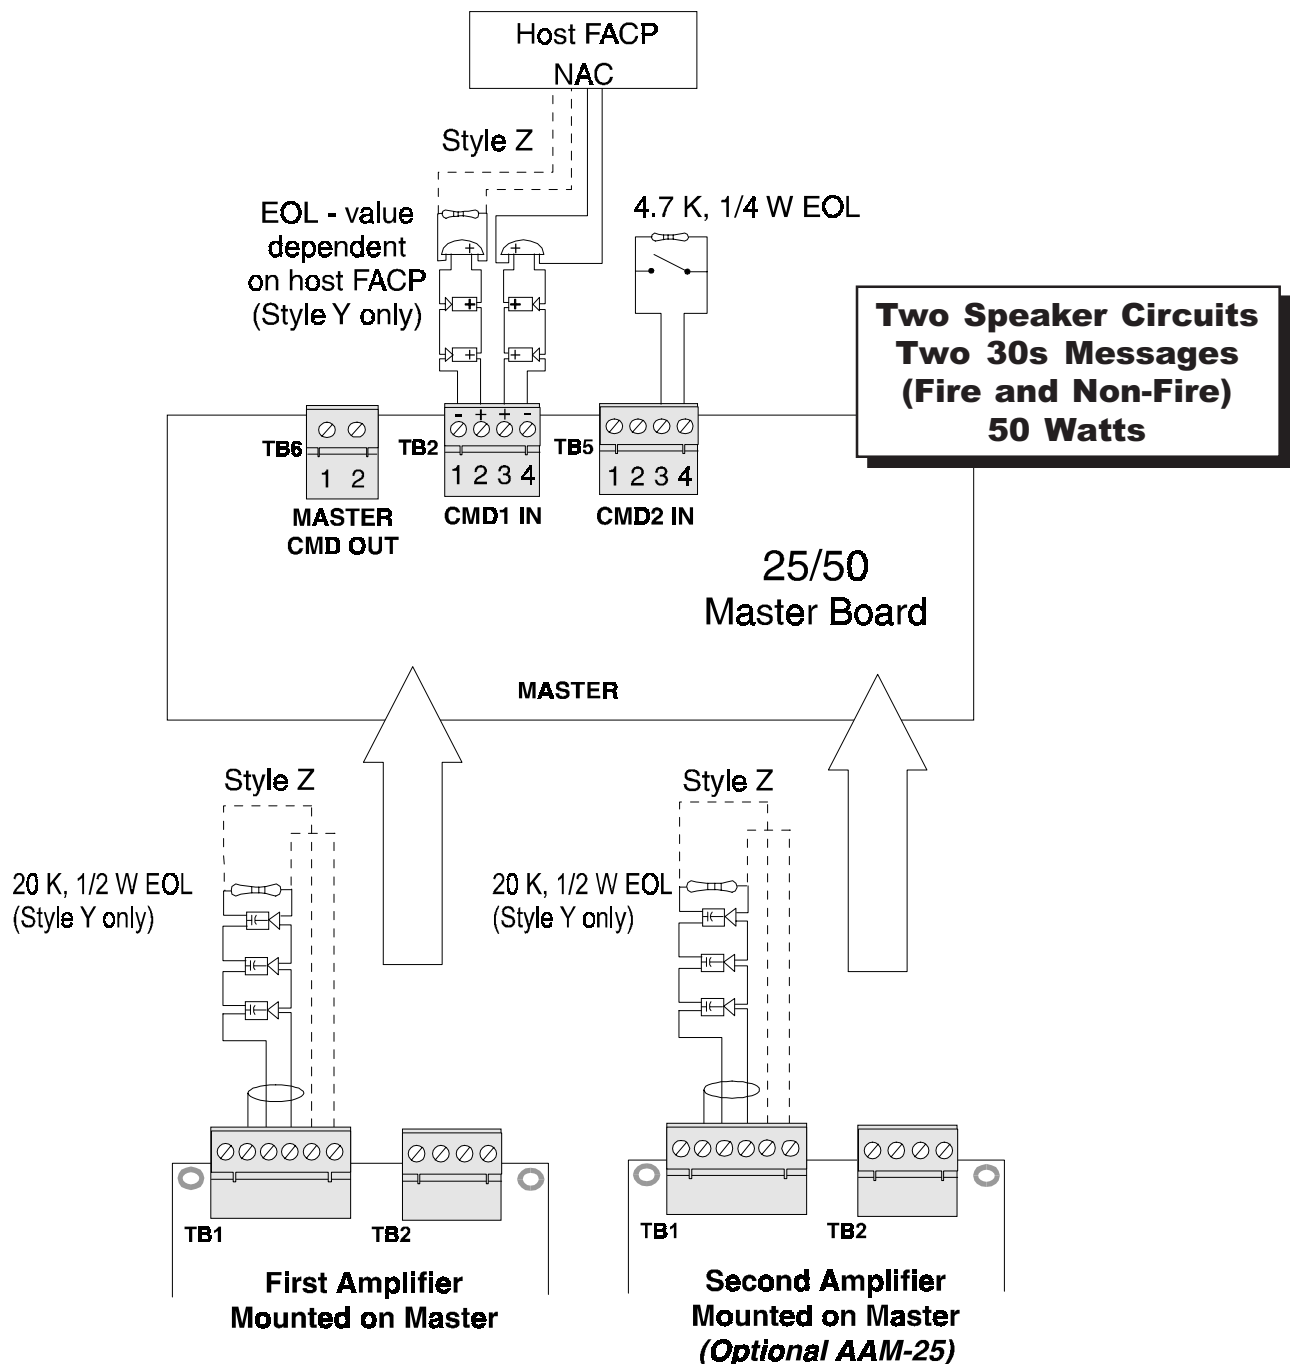 Host FACP
NAC
Style Z
EOL - value
dependent
on host FACP
(Style Y only)
4.7 K, 1/4 W EOL
Two Speaker Circuits
Two 30s Messages
(Fire and Non-Fire)
50 Watts
+ +
+ +
+ +
- + + -
TB6
TB2
TB5
1 2
1 2 3 4
1 2 3 4
MASTER
CMD OUT
CMD1 IN
CMD2 IN
25/50
Master Board
MASTER
Style Z
Style Z
20 K, 1/2 W EOL
(Style Y only)
20 K, 1/2 W EOL
(Style Y only)
TB1
TB2
TB1
TB2
First Amplifier
Mounted on Master
Second Amplifier
Mounted on Master
(Optional AAM-25)